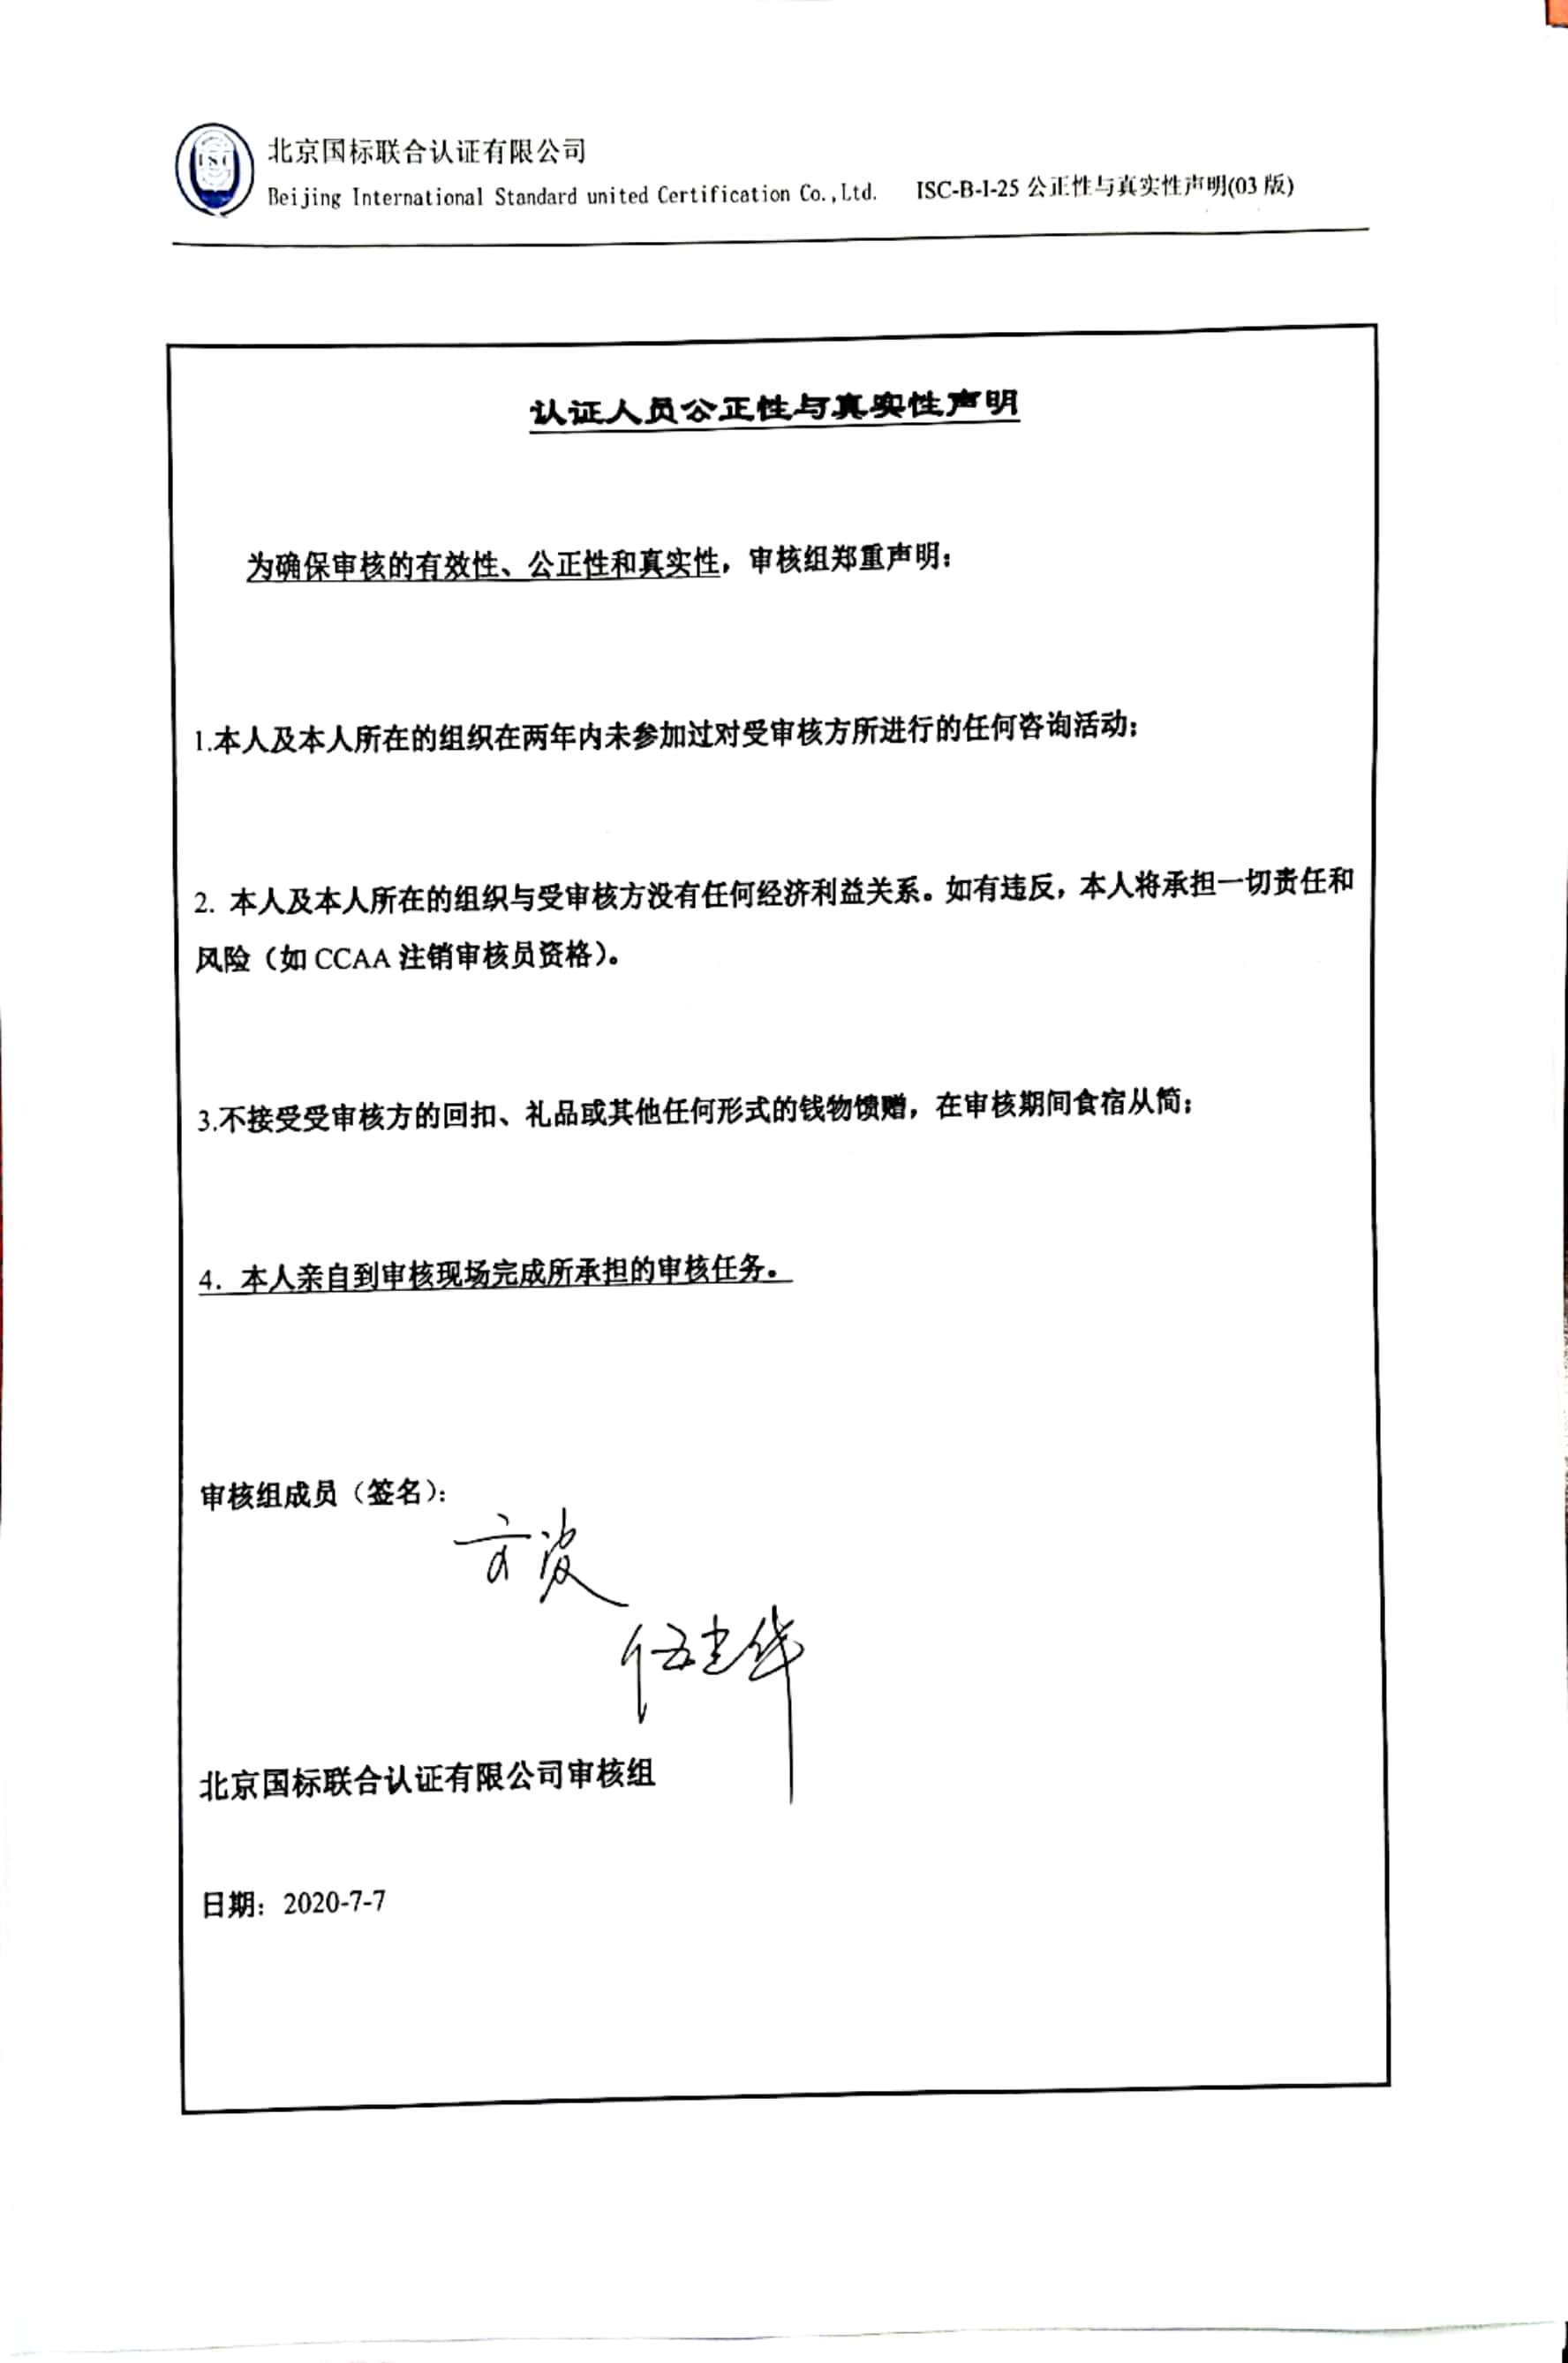 ISC
北京国标联合认证有限公司
Beijing International Standard united Certification Co.,Ltd. ISC-B-I-25 公正性与真实性声明(03 版)
认证人员公正性与真实性声明
为确保审核的有效性、公正性和真实性，审核组郑重声明：
1.本人及本人所在的组织在两年内未参加过对受审核方所进行的任何咨询活动；
2. 本人及本人所在的组织与受审核方没有任何经济利益关系。如有违反，本人将承担一切责任和
风险（如 CCAA 注销审核员资格）。
3.不接受受审核方的回扣、礼品或其他任何形式的钱物馈赠，在审核期间食宿从简；
4. 本人亲自到审核现场完成所承担的审核任务。
审核组成员（签名）：
伍建华
北京国标联合认证有限公司审核组
日期：2020-7-7